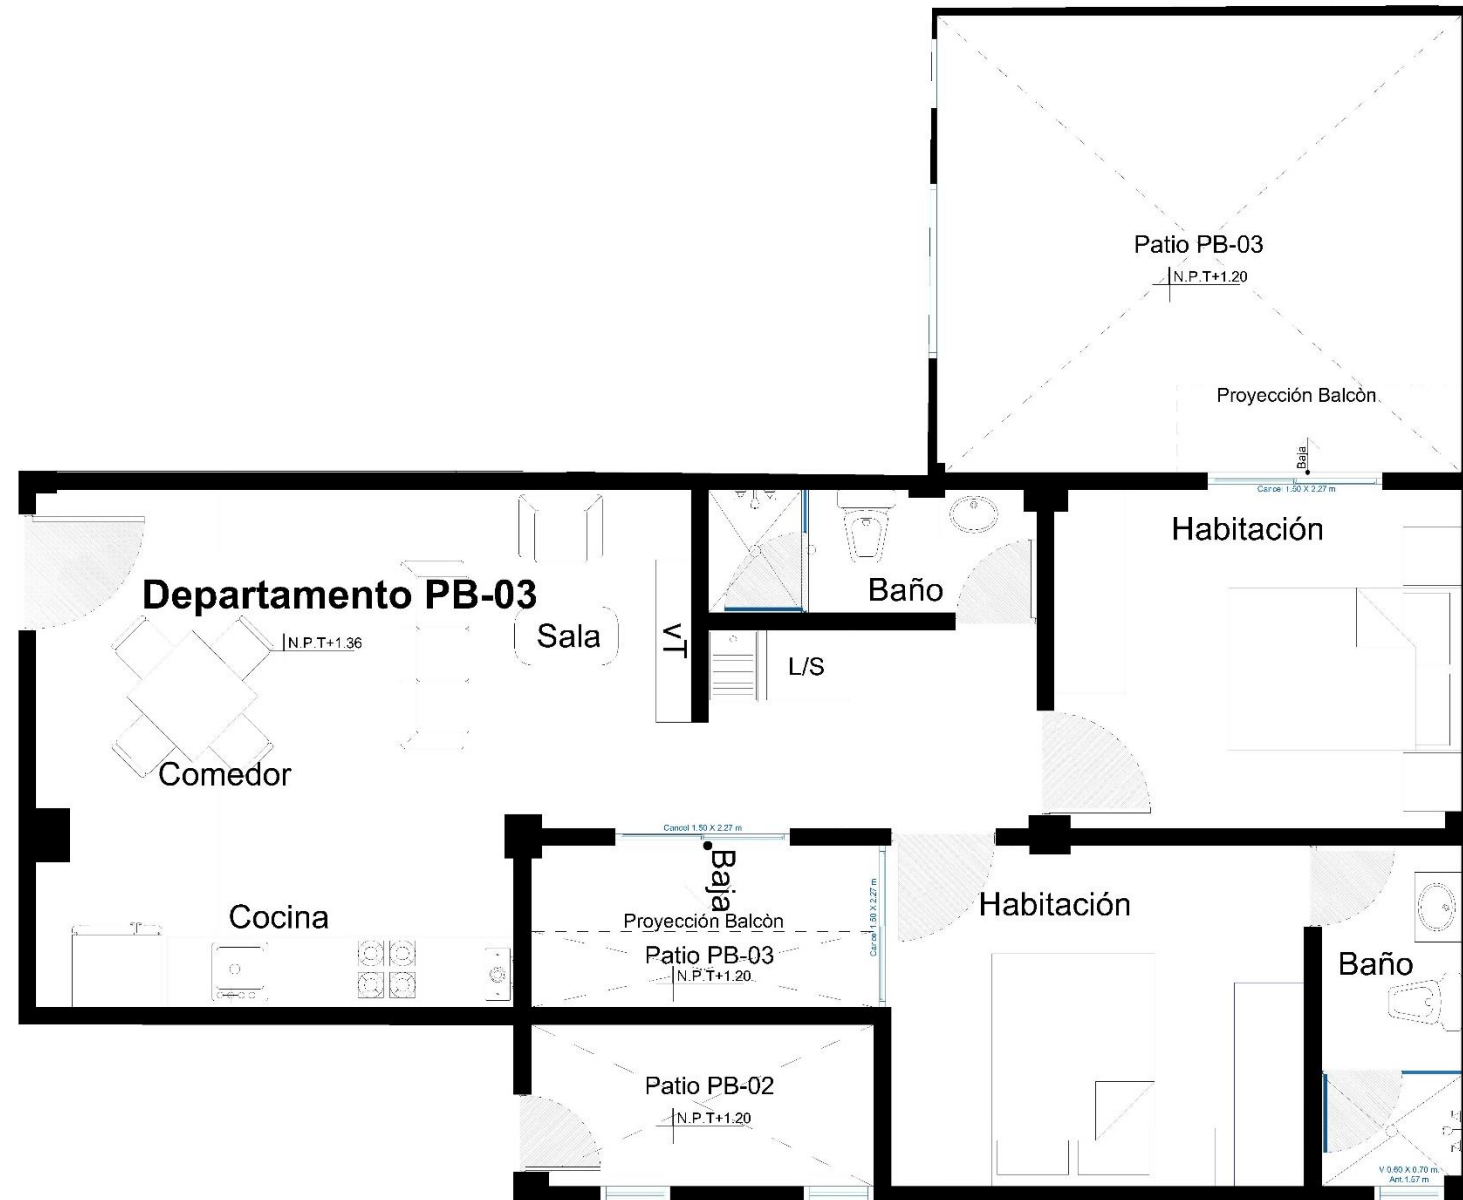 Patio PB-03
N.P.T+1.20
Proyección Balcòn
Baja
Cancel 1.50 X 2.27 m
Habitación
Baño
Departamento PB-03
N.P.T+1.36
Sala
VT
L/S
Comedor
Cancel 1.50 X 2.27 m
Baja
Cancel 1.50 X 2.27 m
Habitación
Cocina
Proyección Balcòn
Patio PB-03
N.P.T+1.20
Baño
Patio PB-02
N.P.T+1.20
V 0.60 X 0.70 m.
Ant.1.57 m